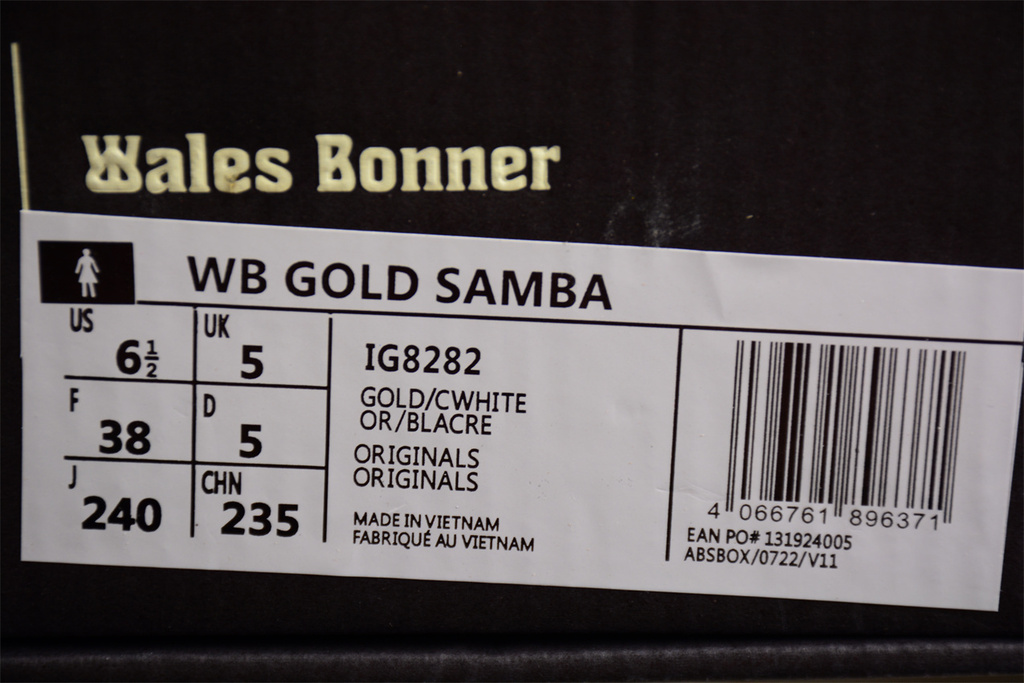 Wales Bonner
WB GOLD SAMBA
US 6½
UK 5
F 38
D 5
J 240
CHN 235
IG8282
GOLD/CWHITE
OR/BLACRE
ORIGINALS
ORIGINALS
MADE IN VIETNAM
FABRIQUÉ AU VIETNAM
4 066761 896371
EAN PO# 131924005
ABSBOX/0722/V11